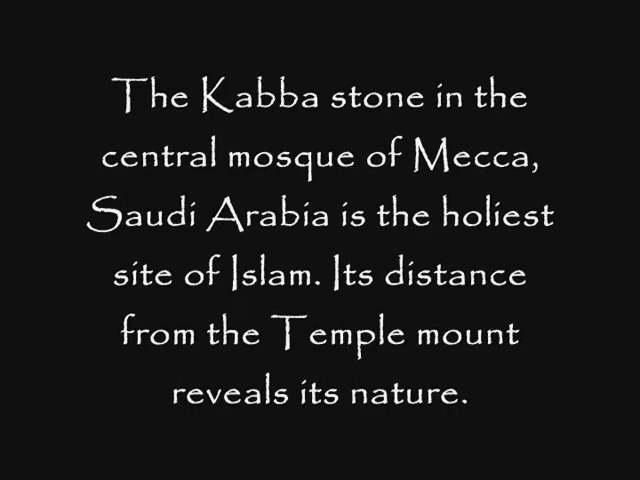 The Kabba stone in the
central mosque of Mecca,
Saudi Arabia is the holiest
site of Islam. Its distance
from the Temple mount
reveals its nature.